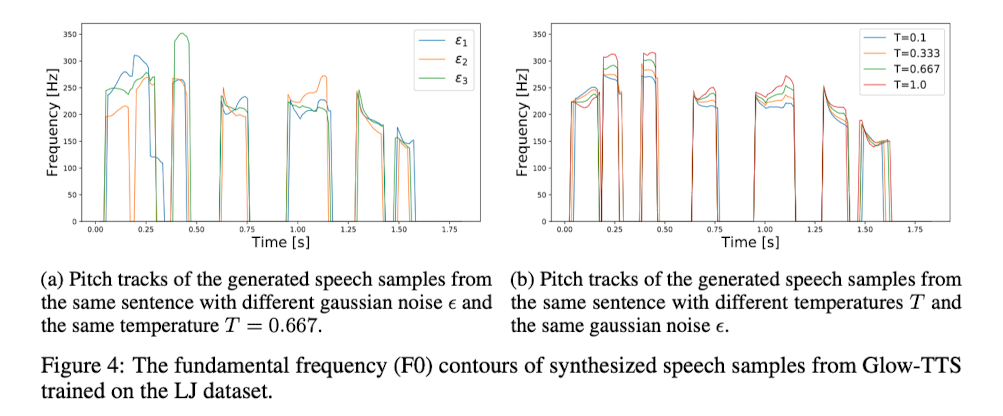 350
300
250
200
150
100
50
0
Frequency [Hz]
0.00 0.25 0.50 0.75 1.00 1.25 1.50 1.75
Time [s]
ε1
ε2
ε3
350
300
250
200
150
100
50
0
Frequency [Hz]
0.00 0.25 0.50 0.75 1.00 1.25 1.50 1.75
Time [s]
T=0.1
T=0.333
T=0.667
T=1.0
(a) Pitch tracks of the generated speech samples from
the same sentence with different gaussian noise ϵ and
the same temperature T = 0.667.
(b) Pitch tracks of the generated speech samples from
the same sentence with different temperatures T and
the same gaussian noise ϵ.
Figure 4: The fundamental frequency (F0) contours of synthesized speech samples from Glow-TTS
trained on the LJ dataset.